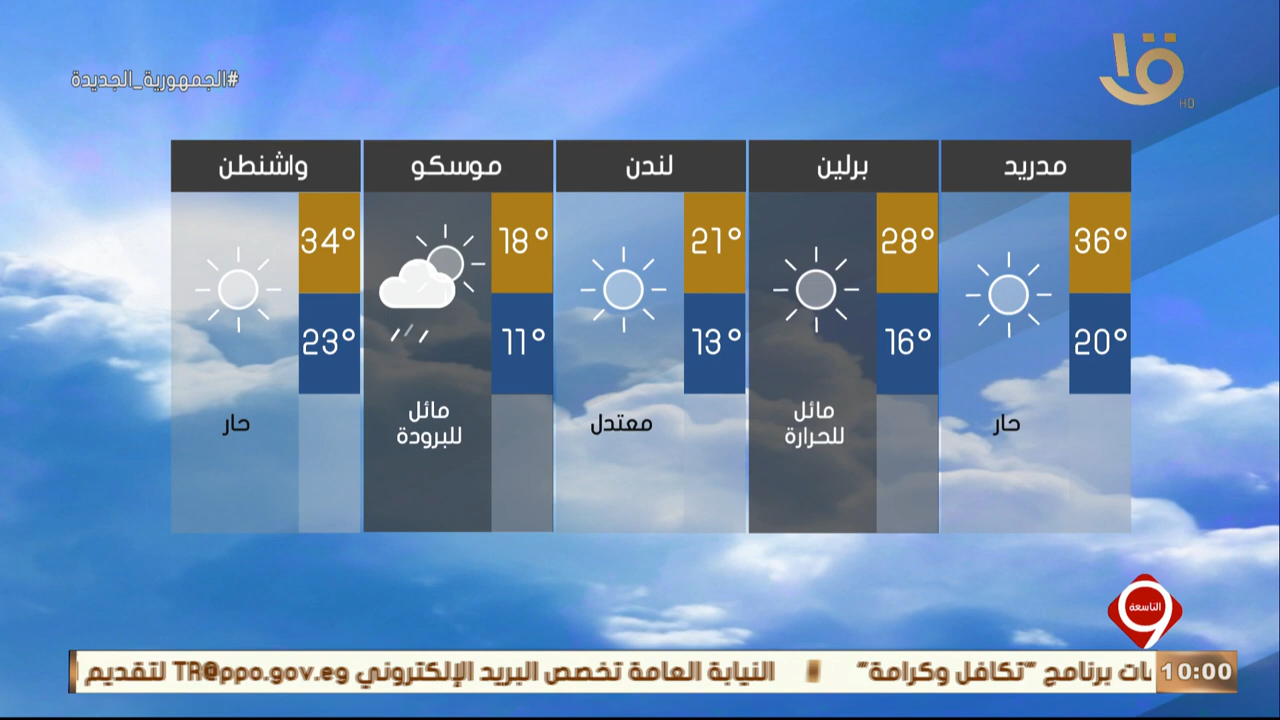 #الجمهورية_الجديدة
HD
مدريد
36°
20°
حار
برلين
28°
16°
مائل
للحرارة
لندن
21°
13°
معتدل
موسكو
18°
11°
مائل
للبرودة
واشنطن
34°
23°
حار
التاسعة
9
10:00
برنامج "تكافل وكرامة" النيابة العامة تخصص البريد الإلكتروني TR@ppo.gov.eg لتقديم